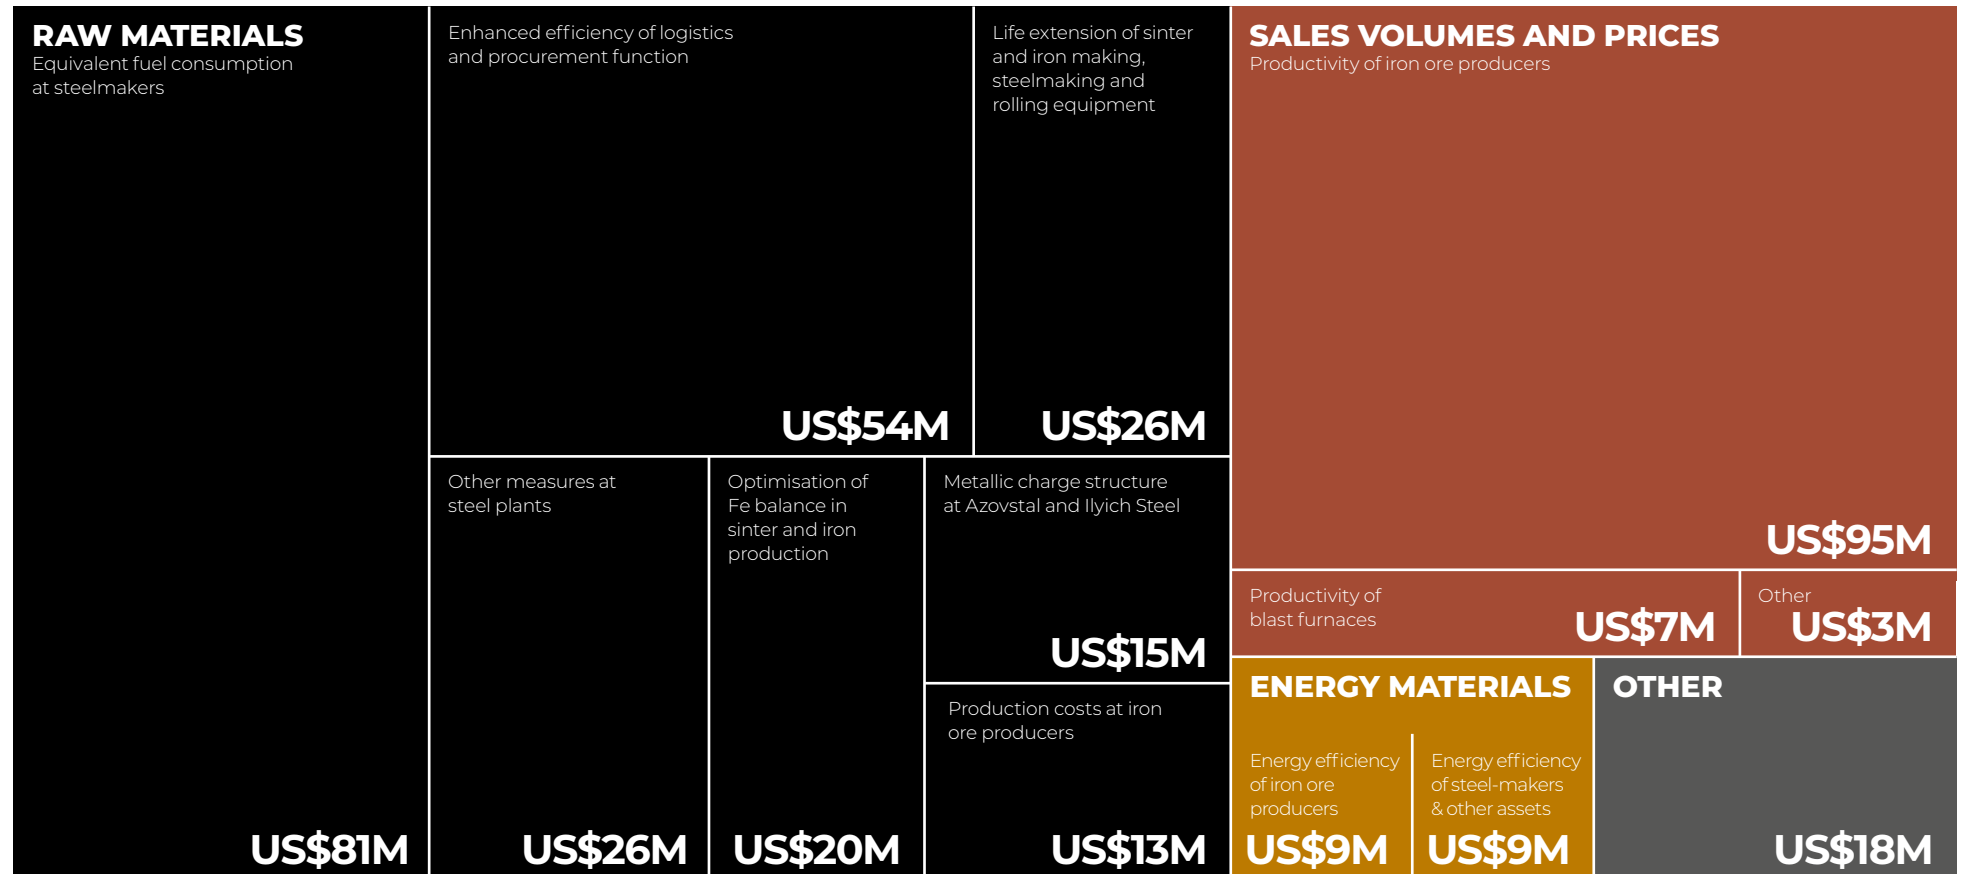 RAW MATERIALS
Equivalent fuel consumption
at steelmakers
US$81M
Enhanced efficiency of logistics
and procurement function
US$54M
Life extension of sinter
and iron making,
steelmaking and
rolling equipment
US$26M
Other measures at
steel plants
US$26M
Optimisation of
Fe balance in
sinter and iron
production
US$20M
Metallic charge structure
at Azovstal and Ilyich Steel
US$15M
Production costs at iron
ore producers
US$13M
SALES VOLUMES AND PRICES
Productivity of iron ore producers
US$95M
Productivity of
blast furnaces
US$7M
Other
US$3M
ENERGY MATERIALS
Energy efficiency
of iron ore
producers
US$9M
Energy efficiency
of steel-makers
& other assets
US$9M
OTHER
US$18M